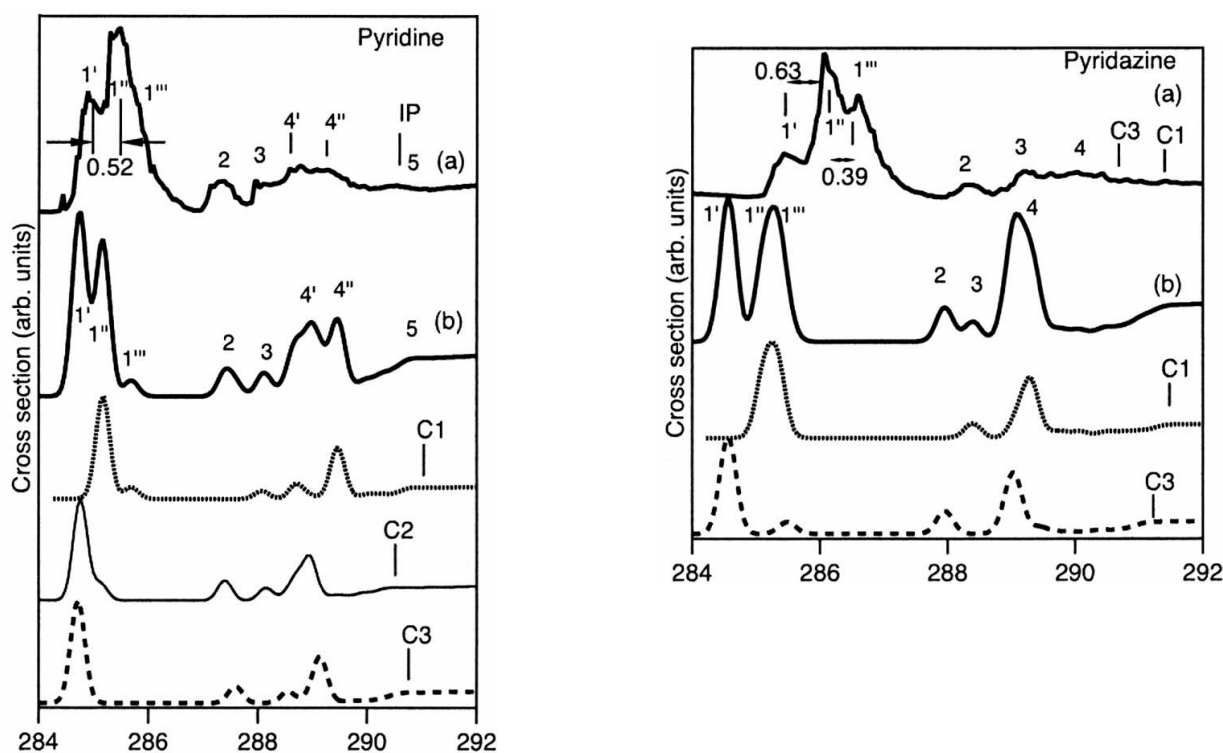 Pyridine
1'
1''
1'''
0.52
2
3
4'
4''
IP
5
(a)
1'
1''
1'''
2
3
4'
4''
5
(b)
C1
C2
C3
Cross section (arb. units)
284
286
288
290
292
Pyridazine
(a)
0.63
1'''
1'
1''
0.39
2
3
4
C3
C1
1'
1''
1'''
2
3
4
(b)
C1
C3
Cross section (arb. units)
284
286
288
290
292